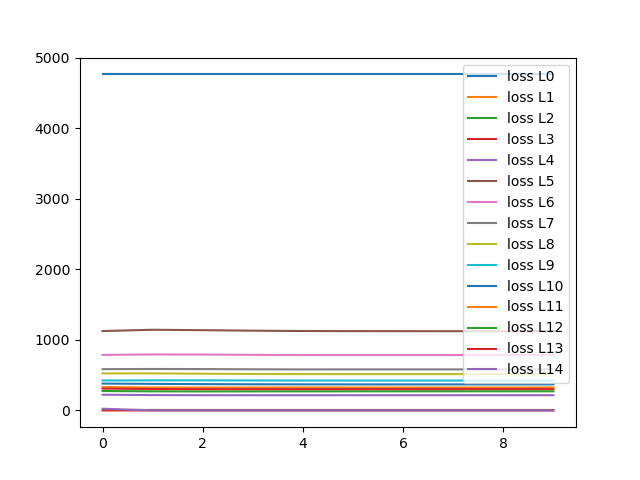 5000
4000
3000
2000
1000
0
0
2
4
6
8
loss L0
loss L1
loss L2
loss L3
loss L4
loss L5
loss L6
loss L7
loss L8
loss L9
loss L10
loss L11
loss L12
loss L13
loss L14